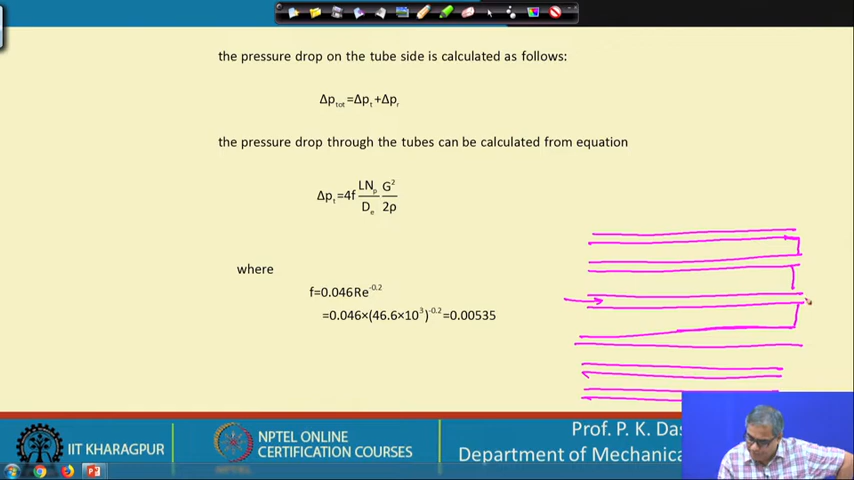 the pressure drop on the tube side is calculated as follows:
Δp_tot=Δp_t+Δp_r
the pressure drop through the tubes can be calculated from equation
Δp_t=4f LN_p/D_e G²/2ρ
where
f=0.046Re^-0.2
=0.046×(46.6×10³)^-0.2=0.00535
IIT KHARAGPUR
NPTEL ONLINE
CERTIFICATION COURSES
Prof. P. K. Das
Department of Mechanica